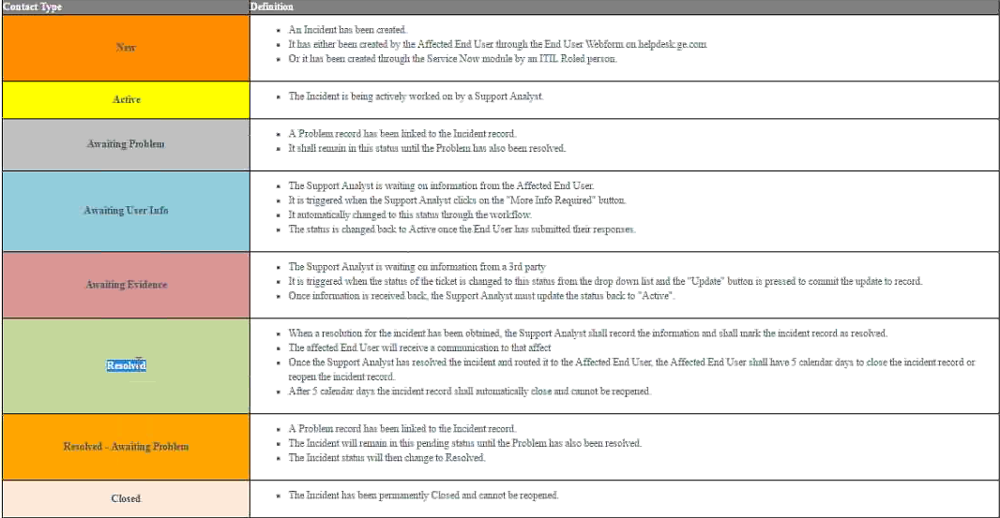 Contact Type
Definition
New
An Incident has been created.
It has either been created by the Affected End User through the End User Webform on helpdesk.ge.com
Or it has been created through the Service Now module by an ITIL Roled person.
Active
The Incident is being actively worked on by a Support Analyst.
Awaiting Problem
A Problem record has been linked to the Incident record.
It shall remain in this status until the Problem has also been resolved.
Awaiting User Info
The Support Analyst is waiting on information from the Affected End User.
It is triggered when the Support Analyst clicks on the "More Info Required" button.
It automatically changed to this status through the workflow.
The status is changed back to Active once the End User has submitted their responses.
Awaiting Evidence
The Support Analyst is waiting on information from a 3rd party
It is triggered when the status of the ticket is changed to this status from the drop down list and the "Update" button is pressed to commit the update to record.
Once information is received back, the Support Analyst must update the status back to "Active".
Resolved
When a resolution for the incident has been obtained, the Support Analyst shall record the information and shall mark the incident record as resolved.
The affected End User will receive a communication to that affect
Once the Support Analyst has resolved the incident and routed it to the Affected End User, the Affected End User shall have 5 calendar days to close the incident record or
reopen the incident record.
After 5 calendar days the incident record shall automatically close and cannot be reopened.
Resolved - Awaiting Problem
A Problem record has been linked to the Incident record.
The Incident will remain in this pending status until the Problem has also been resolved.
The Incident status will then change to Resolved.
Closed
The Incident has been permanently Closed and cannot be reopened.